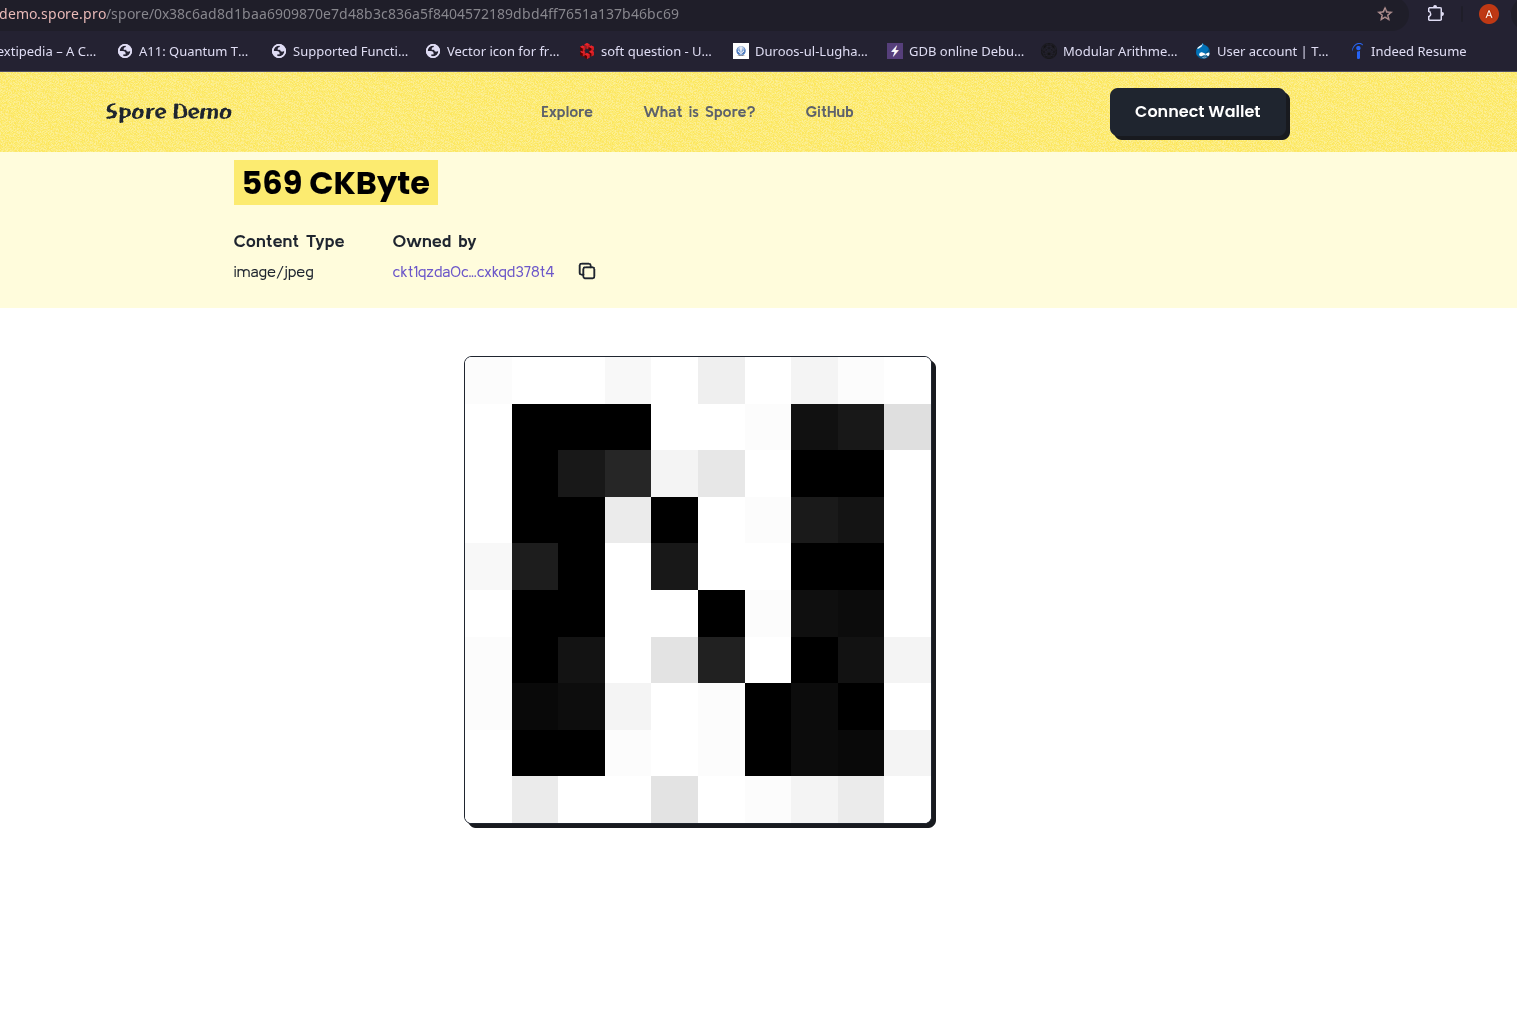 demo.spore.pro/spore/0x38c6ad8d1baa6909870e7d48b3c836a5f8404572189dbd4ff7651a137b46bc69
A
extipedia – A C...
A11: Quantum T...
Supported Functi...
Vector icon for fr...
soft question - U...
Duroos-ul-Lugha...
GDB online Debu...
Modular Arithme...
User account | T...
Indeed Resume
Spore Demo
Explore
What is Spore?
GitHub
Connect Wallet
569 CKByte
Content Type
Owned by
image/jpeg
ckt1qzda0c...cxkqd378t4
N